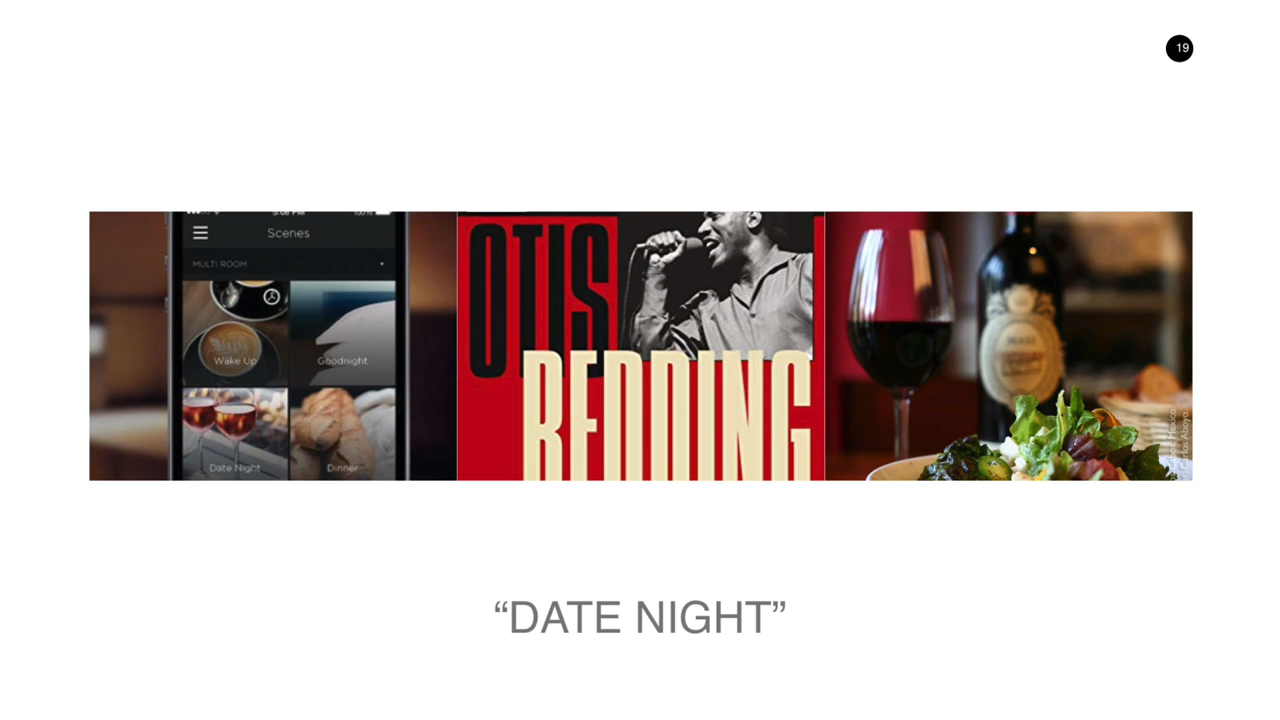 19
Scenes
MULTI ROOM
Wake Up
Goodnight
Date Night
Dinner
OTIS
REDDING
“DATE NIGHT”